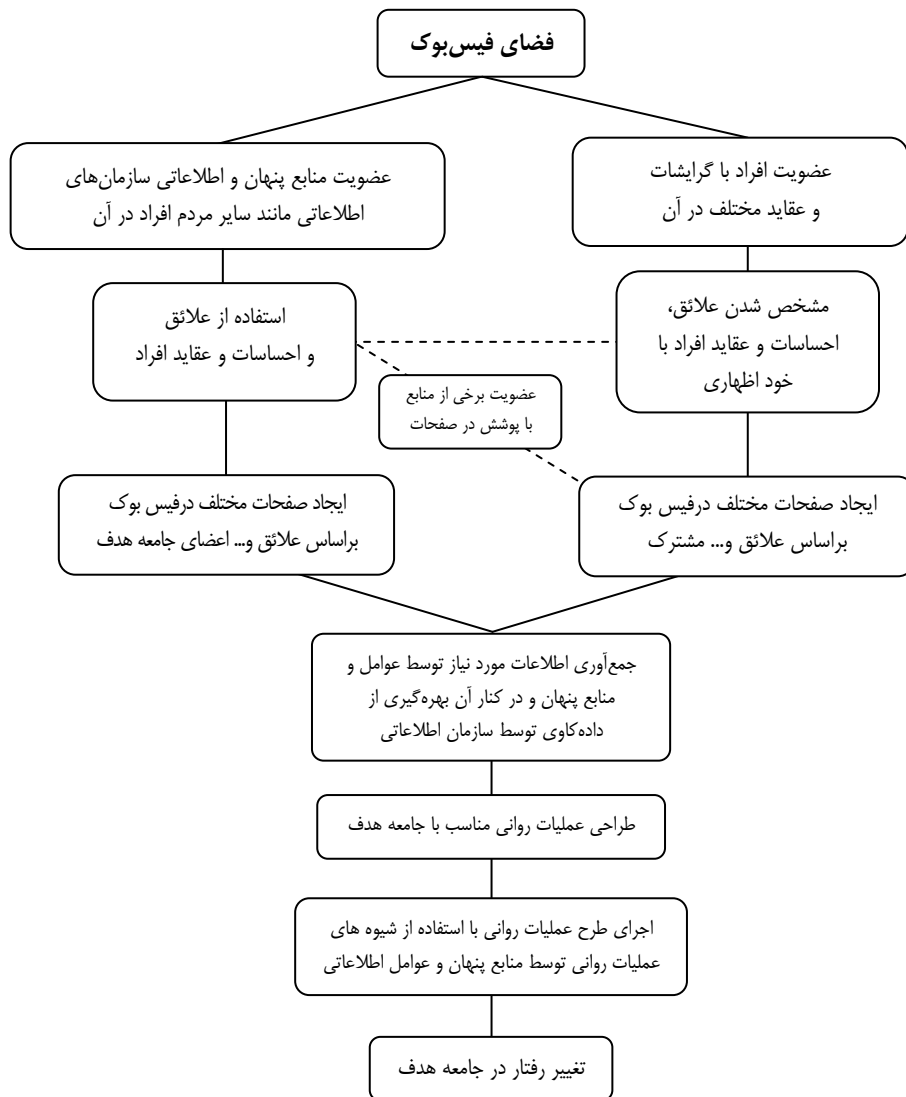 فضای فیس‌بوک
عضویت افراد با گرایشات
و عقاید مختلف در آن
عضویت منابع پنهان و اطلاعاتی سازمان‌های
اطلاعاتی مانند سایر مردم افراد در آن
مشخص شدن علائق،
احساسات و عقاید افراد با
خود اظهاری
استفاده از علائق
و احساسات و عقاید افراد
عضویت برخی از منابع
با پوشش در صفحات
ایجاد صفحات مختلف درفیس بوک
براساس علائق و... مشترک
ایجاد صفحات مختلف درفیس بوک
براساس علائق و... اعضای جامعه هدف
جمع‌آوری اطلاعات مورد نیاز توسط عوامل و
منابع پنهان و در کنار آن بهره‌گیری از
داده‌کاوی توسط سازمان اطلاعاتی
طراحی عملیات روانی مناسب با جامعه هدف
اجرای طرح عملیات روانی با استفاده از شیوه های
عملیات روانی توسط منابع پنهان و عوامل اطلاعاتی
تغییر رفتار در جامعه هدف